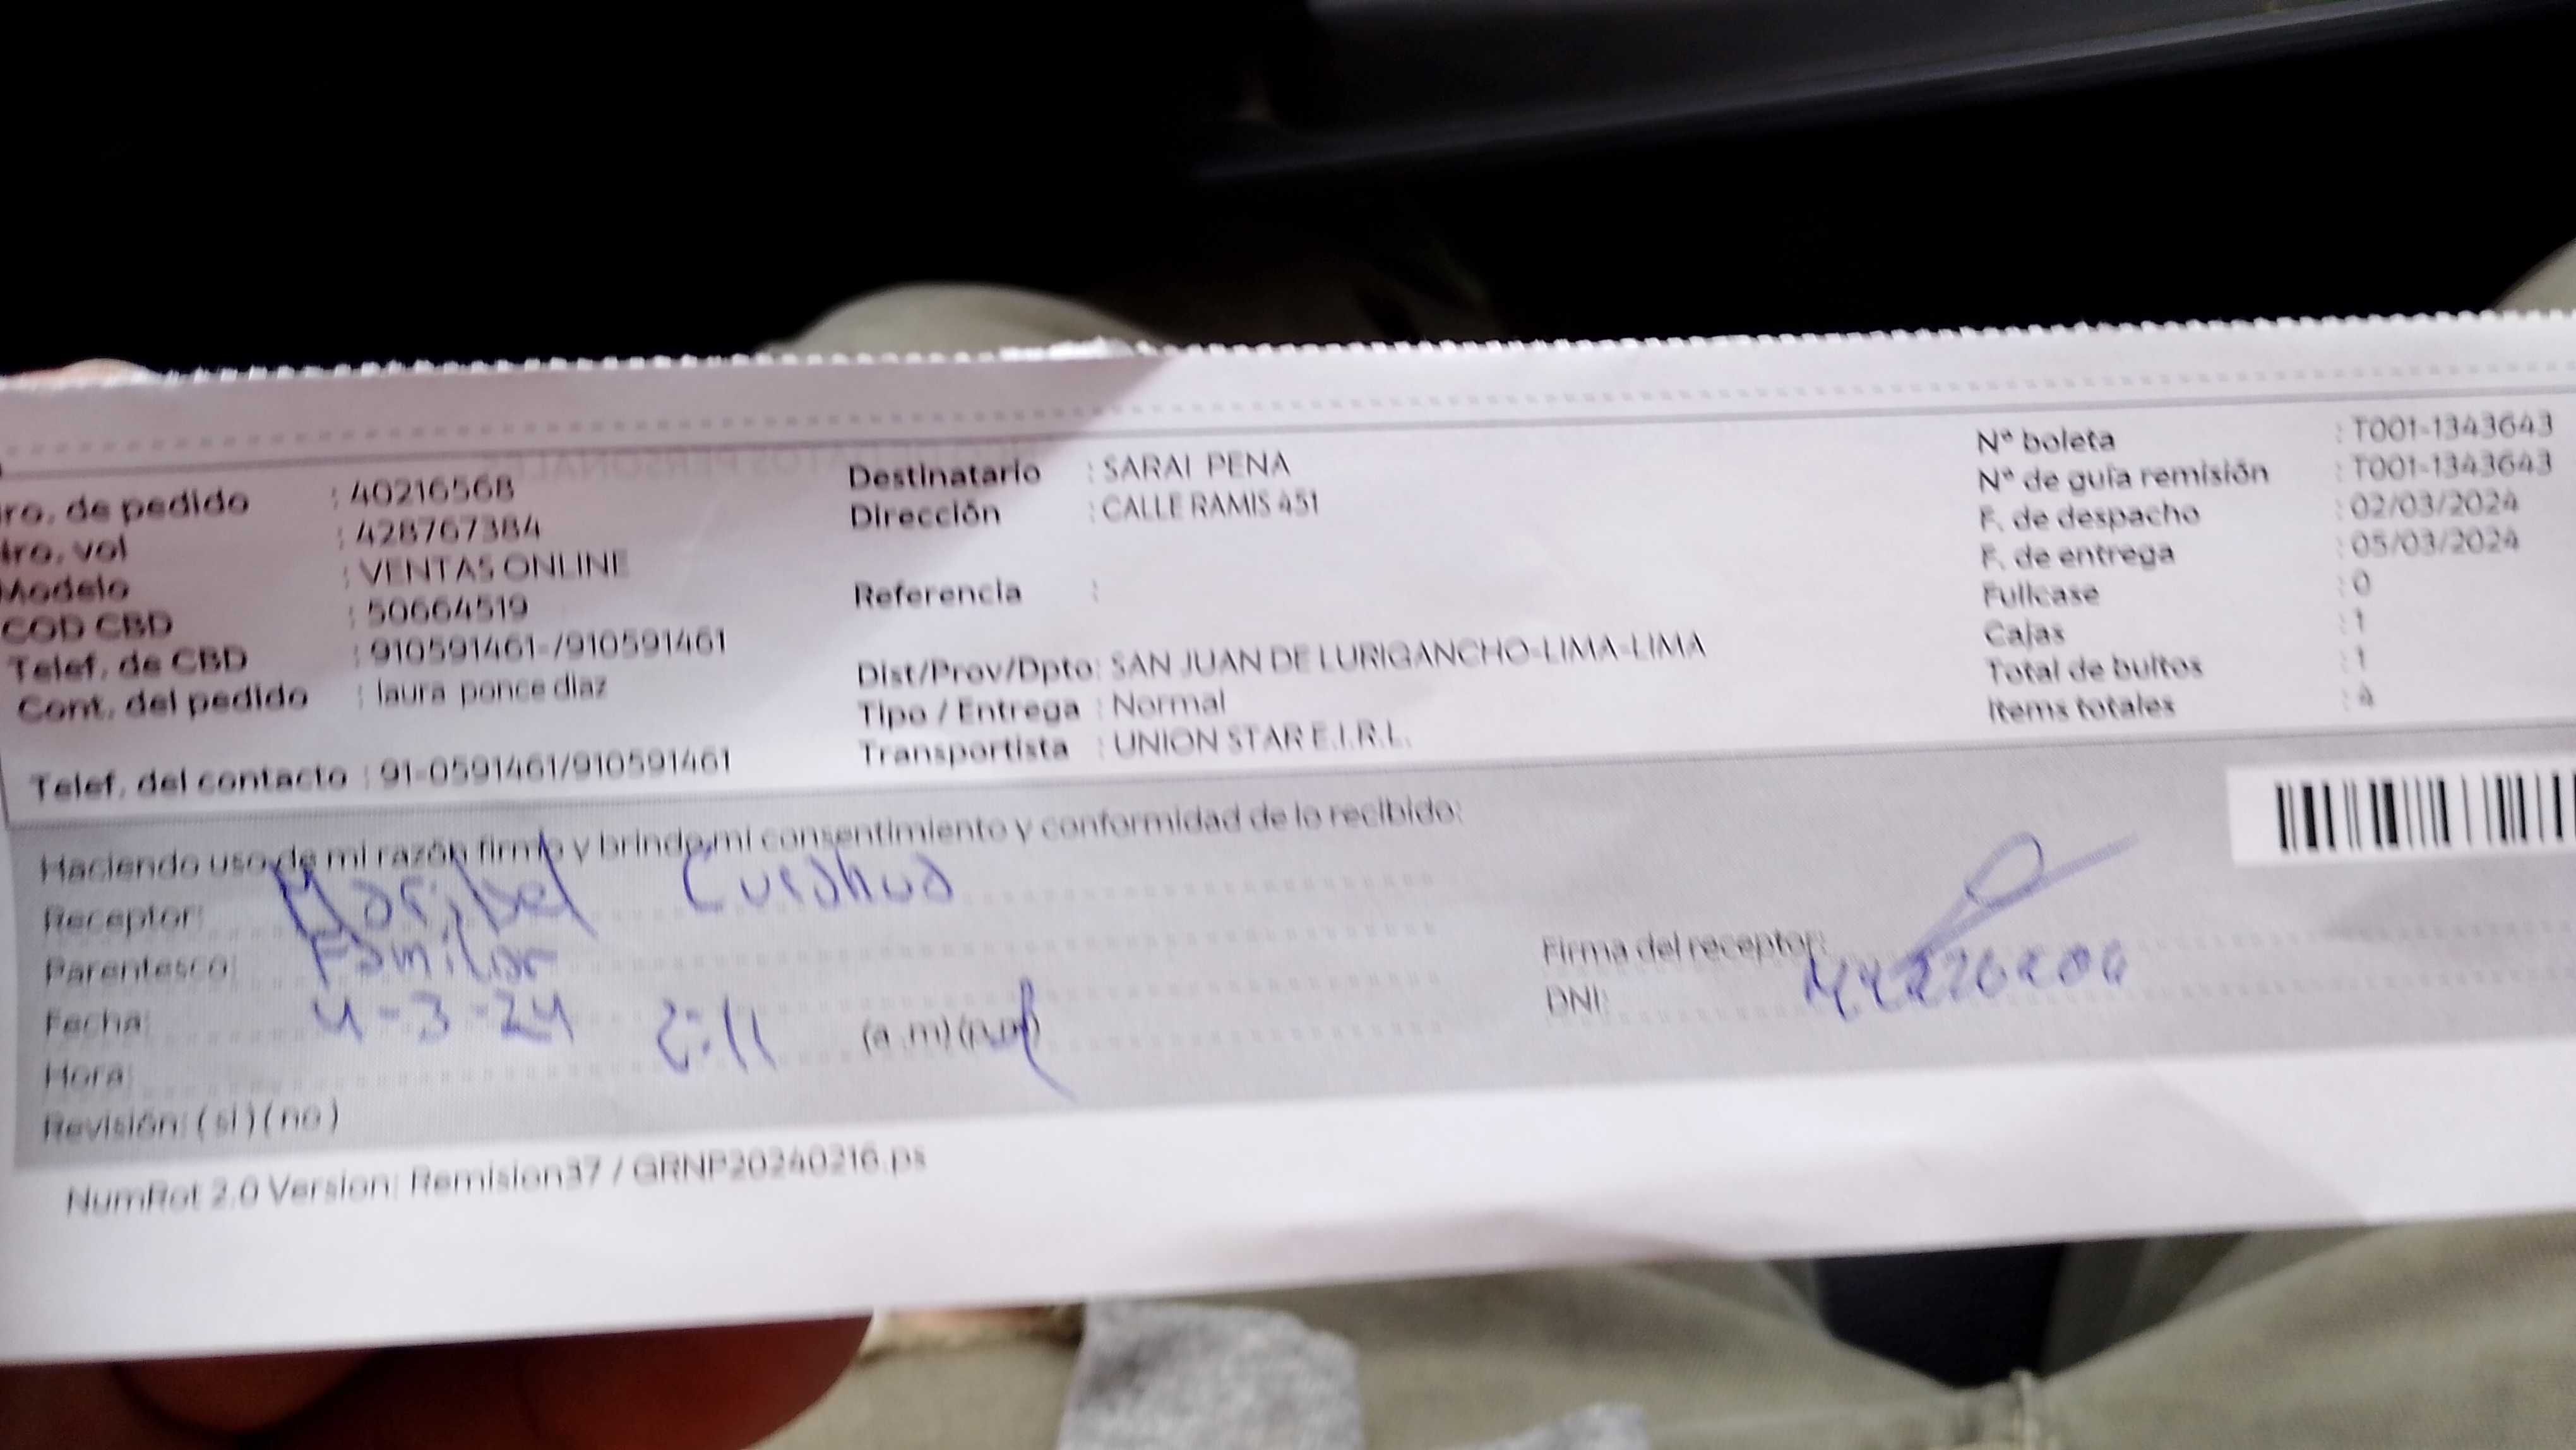 ro. de pedido : 40216568
ro. vol : 428767384
Modelo : VENTAS ONLINE
COD CBD : 50664519
Telef. de CBD : 910591461-/910591461
Cont. del pedido : laura ponce diaz
Telef. del contacto : 91-0591461/910591461
Destinatario : SARAI PENA
Dirección : CALLE RAMIS 451
Referencia :
Dist/Prov/Dpto: SAN JUAN DE LURIGANCHO-LIMA-LIMA
Tipo / Entrega : Normal
Transportista : UNION STAR E.I.R.L.
N° boleta : T001-1343643
N° de guía remisión : T001-1343643
F. de despacho : 02/03/2024
F. de entrega : 05/03/2024
Fullcase : 0
Cajas : 1
Total de bultos : 1
Items totales : 4
Haciendo uso de mi razón firmo y brindo mi consentimiento y conformidad de lo recibido:
Receptor: Maribel
Parentesco: Familiar
Fecha: 4-3-24
Hora: 2:11 (a.m) (p.m)
Revisión: (si) (no)
Firma del receptor:
DNI:
NumRot 2.0 Version: Remision37 / GRNP20240216.ps